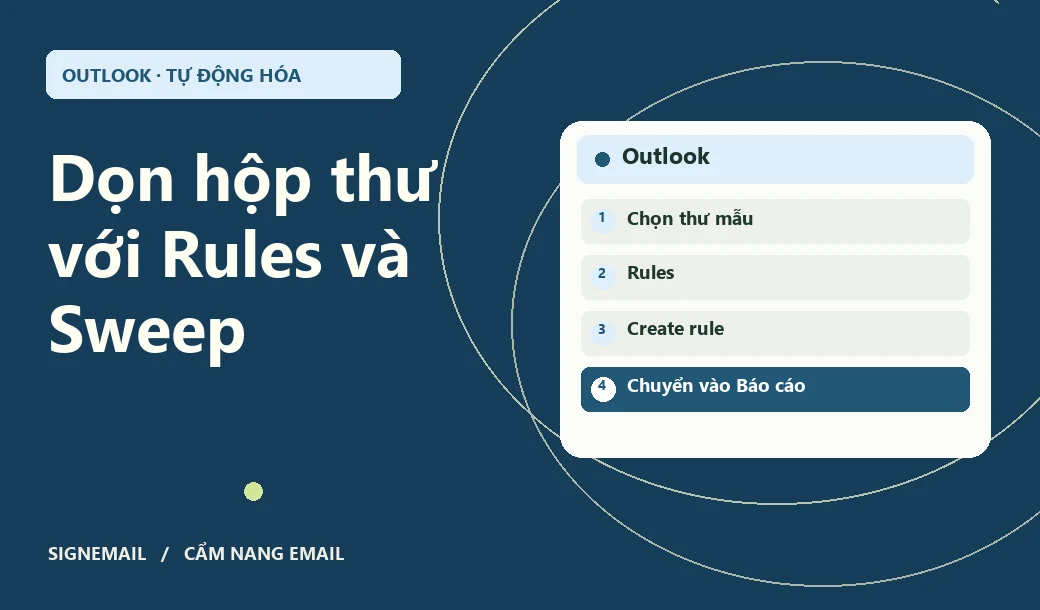 OUTLOOK · TỰ ĐỘNG HÓA
Dọn hộp thư
với Rules và
Sweep
Outlook
1 Chọn thư mẫu
2 Rules
3 Create rule
4 Chuyển vào Báo cáo
SIGNEMAIL / CẨM NANG EMAIL